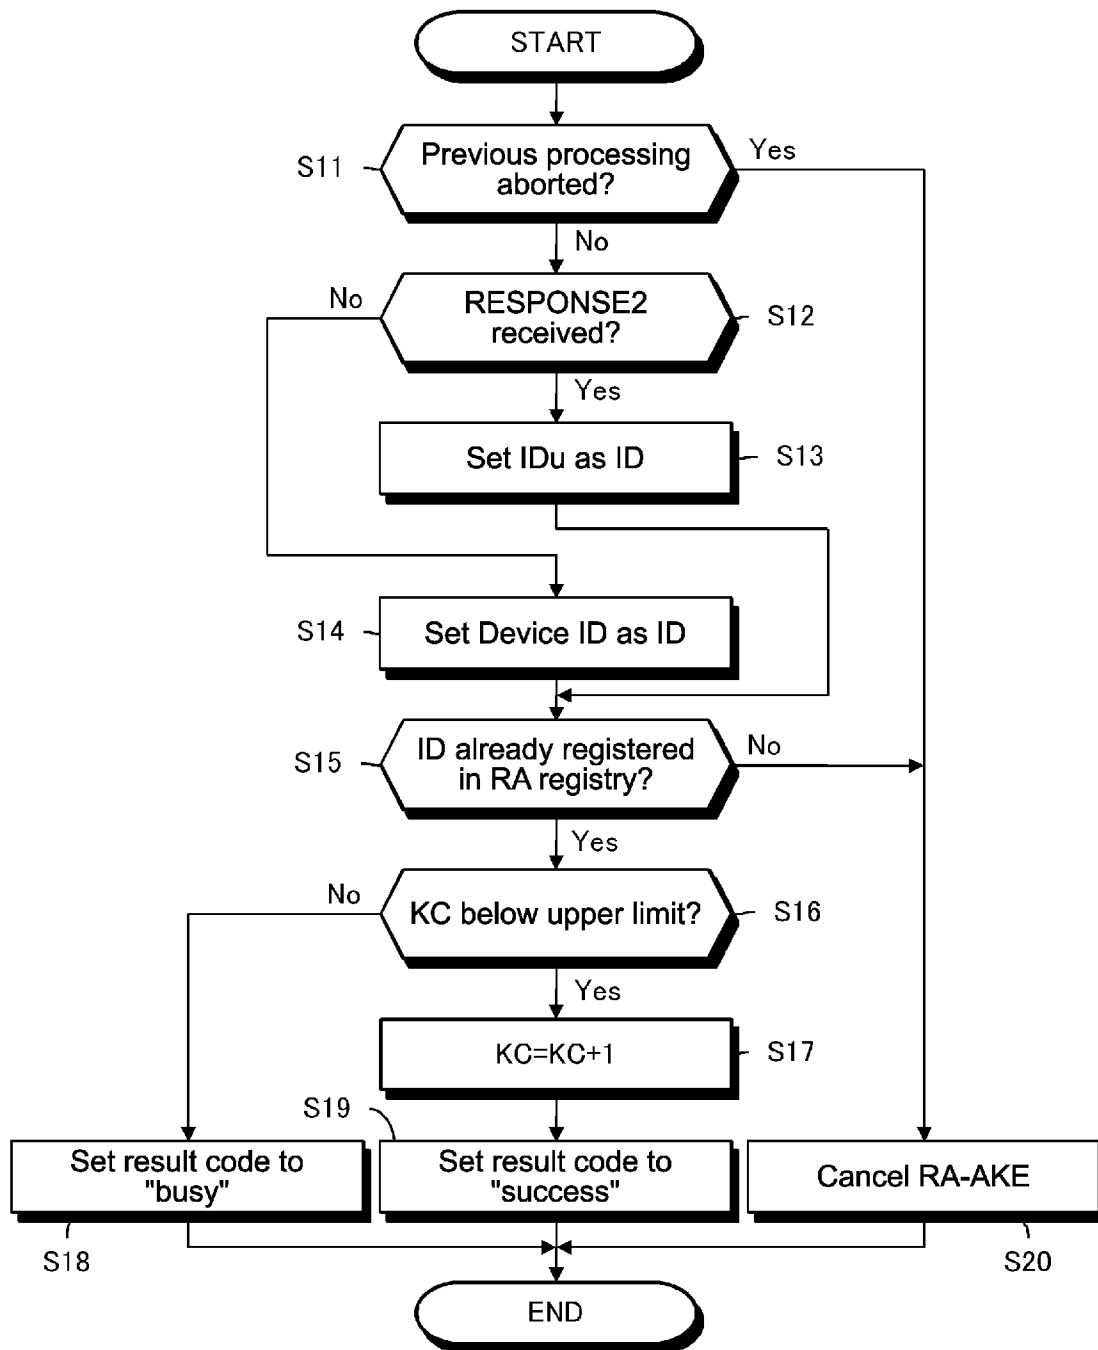 START
S11
Previous processing
aborted?
Yes
No
No
RESPONSE2
received?
S12
Yes
Set IDu as ID
S13
S14
Set Device ID as ID
S15
ID already registered
in RA registry?
No
Yes
No
KC below upper limit?
S16
Yes
KC=KC+1
S17
S19
Set result code to
"busy"
Set result code to
"success"
Cancel RA-AKE
S18
S20
END